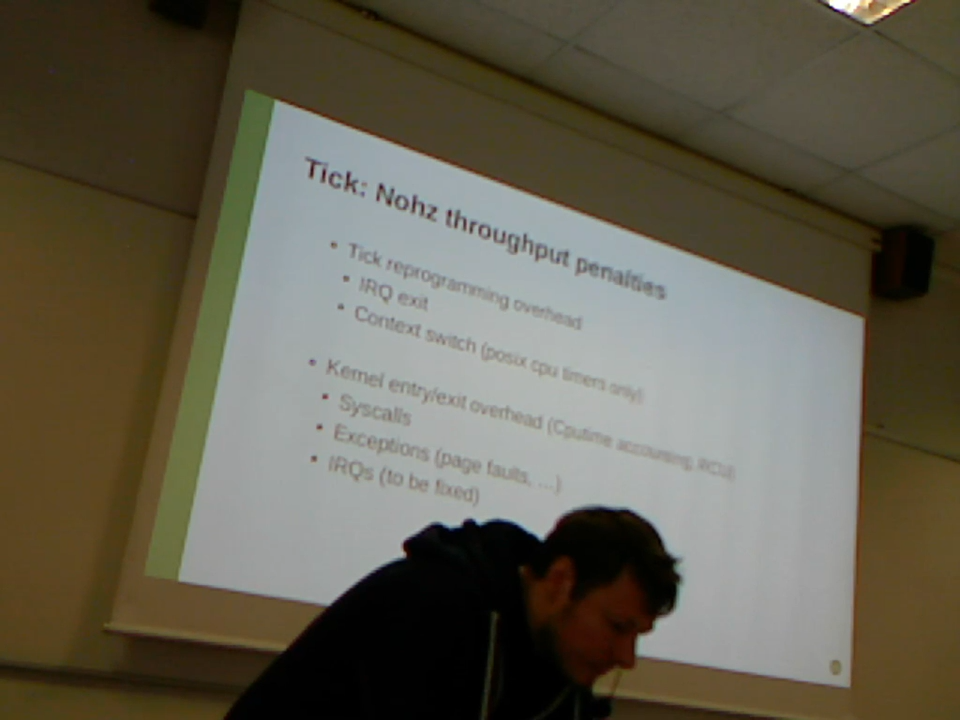 Tick: Nohz throughput penalties
• Tick reprogramming overhead
• IRQ exit
• Context switch (posix cpu timers only)
• Kernel entry/exit overhead (Cputime accounting, RCU)
• Syscalls
• Exceptions (page faults, ...)
• IRQs (to be fixed)